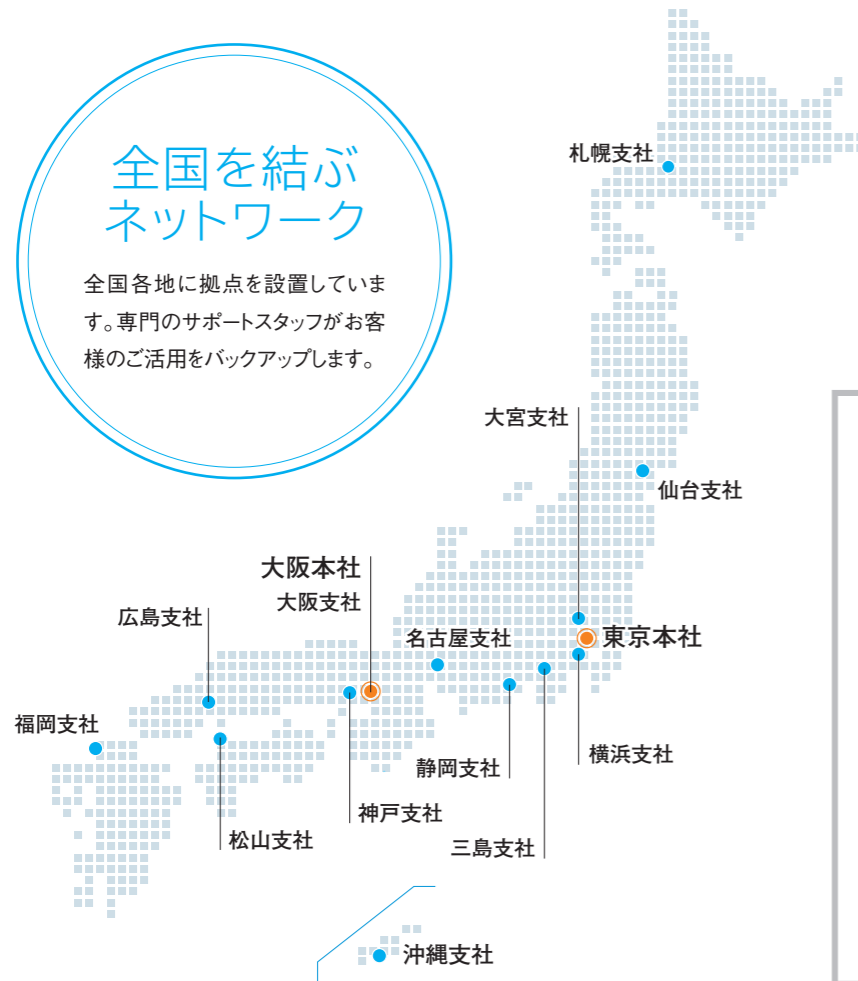 全国を結ぶ
ネットワーク
全国各地に拠点を設置していま
す。専門のサポートスタッフがお客
様のご活用をバックアップします。
札幌支社
大宮支社
仙台支社
大阪本社
大阪支社
広島支社
名古屋支社
東京本社
福岡支社
静岡支社
横浜支社
神戸支社
松山支社
三島支社
沖縄支社